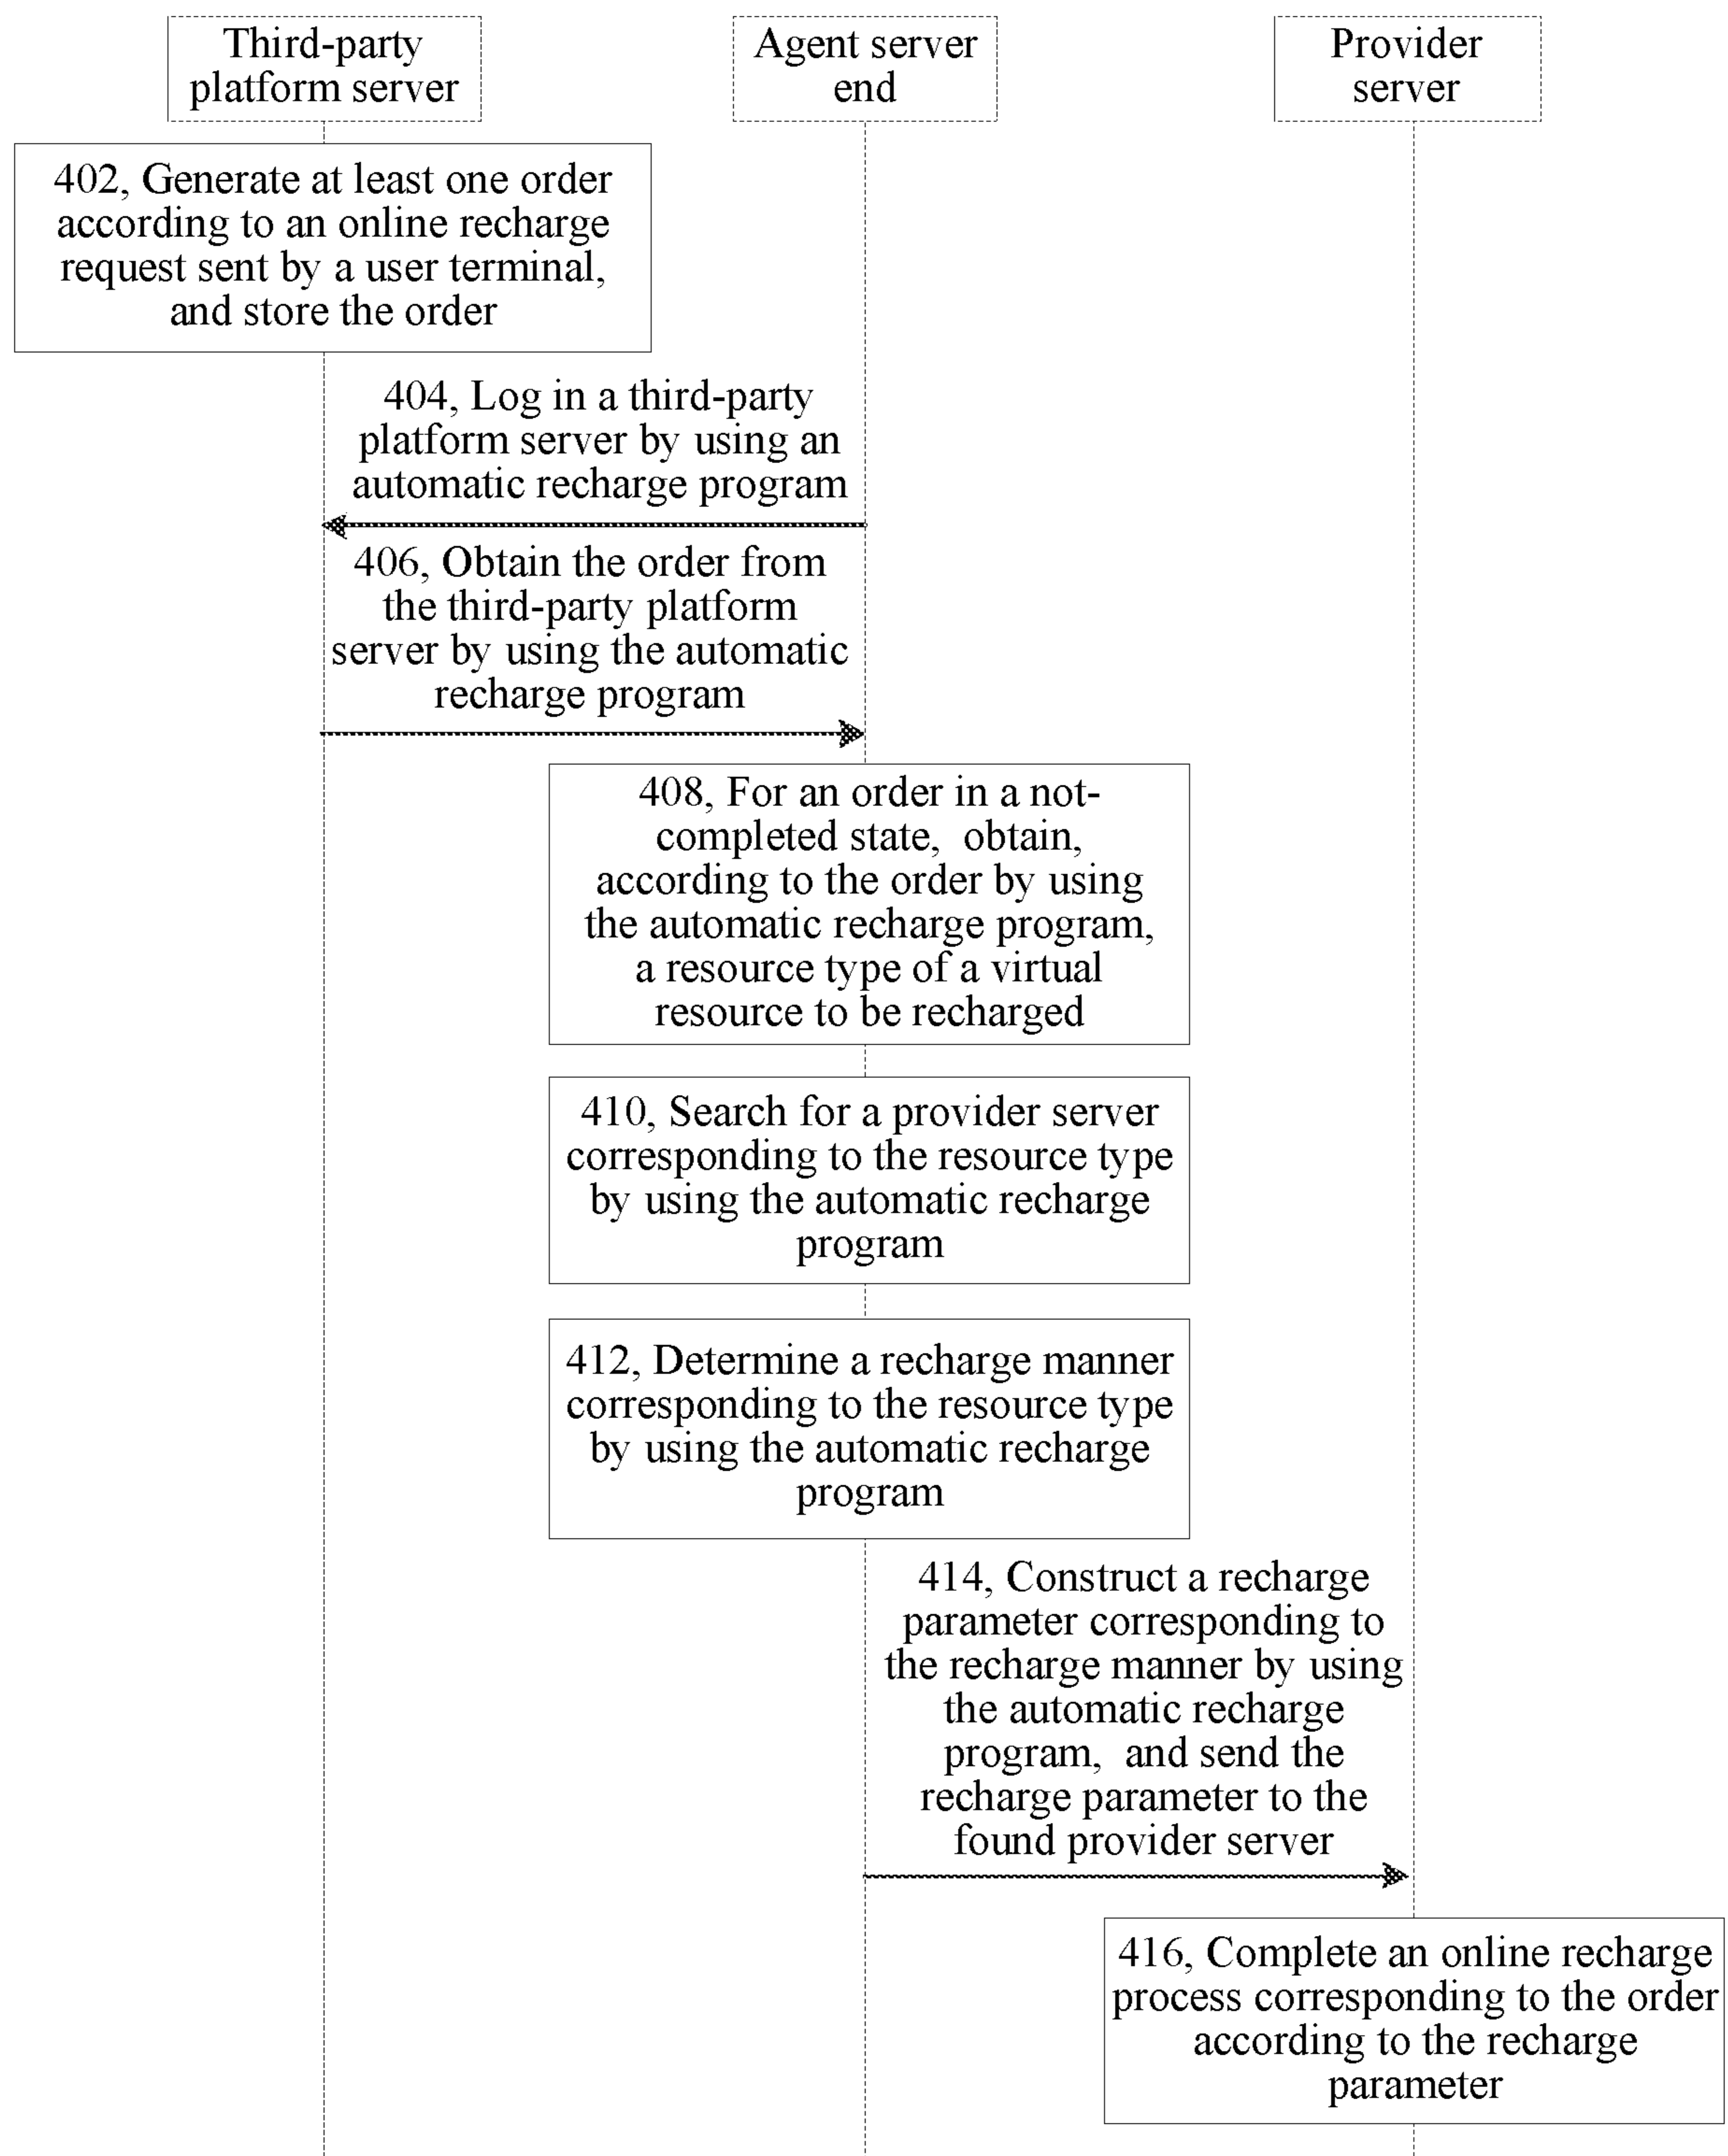 Third-party
platform server
Agent server
end
Provider
server
402, Generate at least one order
according to an online recharge
request sent by a user terminal,
and store the order
404, Log in a third-party
platform server by using an
automatic recharge program
406, Obtain the order from
the third-party platform
server by using the automatic
recharge program
408, For an order in a not-
completed state, obtain,
according to the order by using
the automatic recharge program,
a resource type of a virtual
resource to be recharged
410, Search for a provider server
corresponding to the resource type
by using the automatic recharge
program
412, Determine a recharge manner
corresponding to the resource type
by using the automatic recharge
program
414, Construct a recharge
parameter corresponding to
the recharge manner by using
the automatic recharge
program, and send the
recharge parameter to the
found provider server
416, Complete an online recharge
process corresponding to the order
according to the recharge
parameter